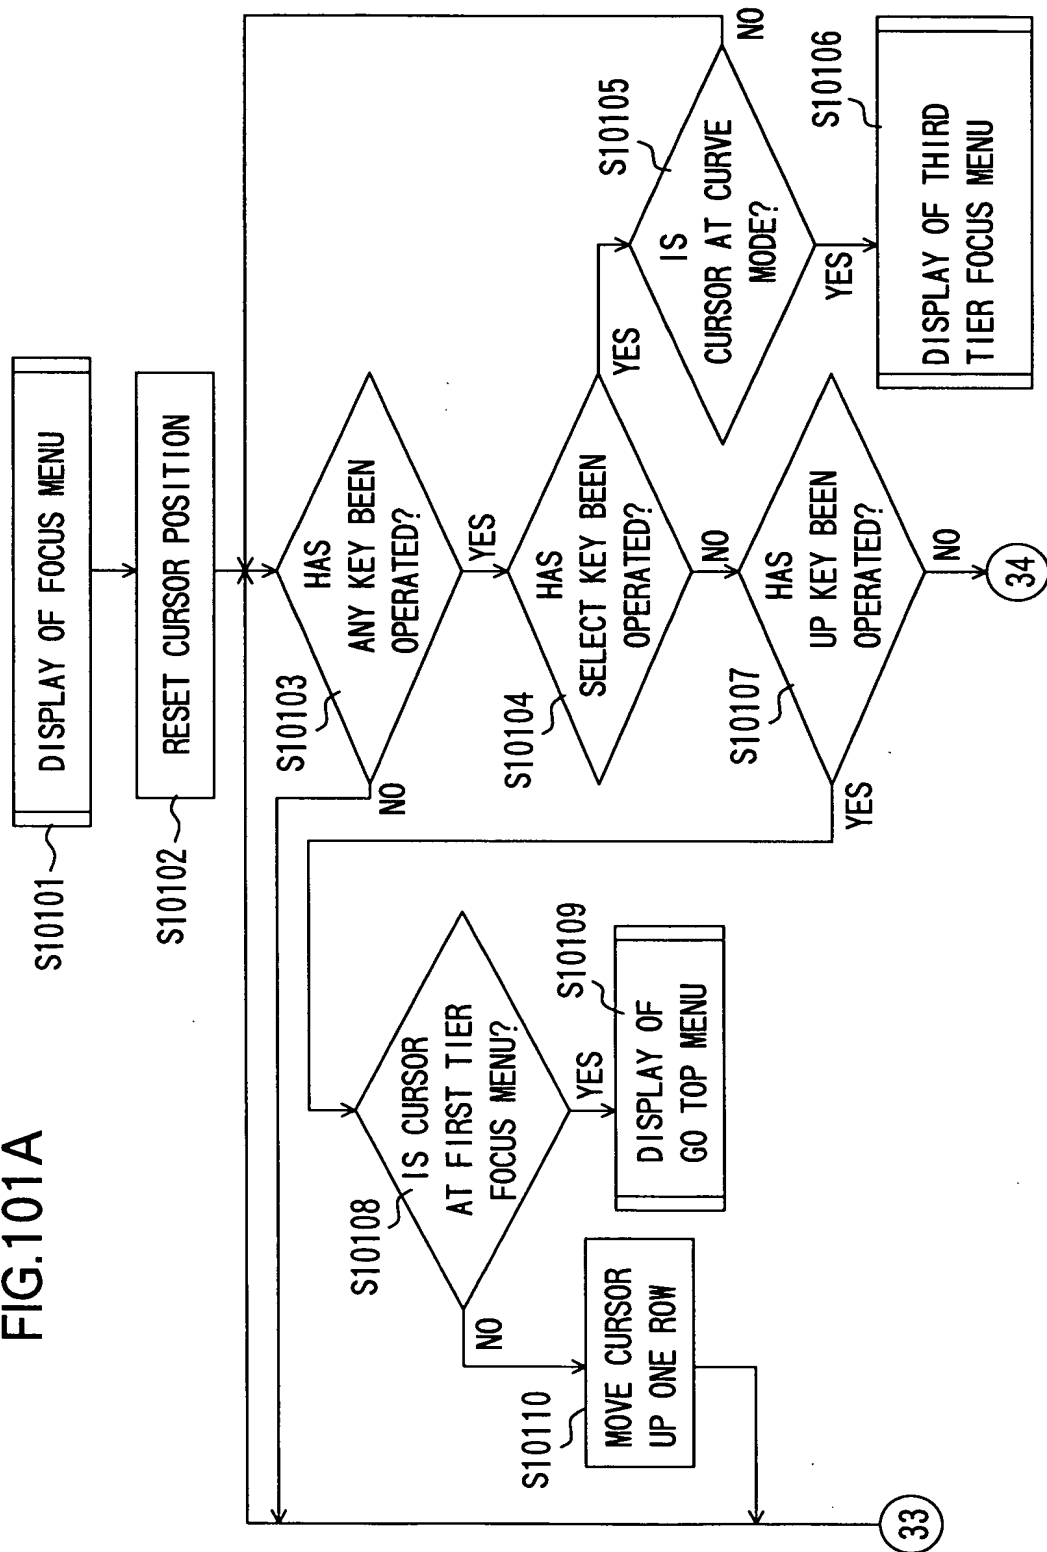 FIG.101A
S10101
DISPLAY OF FOCUS MENU
S10102
RESET CURSOR POSITION
S10103
HAS
ANY KEY BEEN
OPERATED?
NO
YES
S10104
HAS
SELECT KEY BEEN
OPERATED?
YES
NO
S10105
IS
CURSOR AT CURVE
MODE?
NO
YES
S10106
DISPLAY OF THIRD
TIER FOCUS MENU
S10107
HAS
UP KEY BEEN
OPERATED?
YES
NO
34
S10108
IS CURSOR
AT FIRST TIER
FOCUS MENU?
NO
YES
S10109
DISPLAY OF
GO TOP MENU
S10110
MOVE CURSOR
UP ONE ROW
33